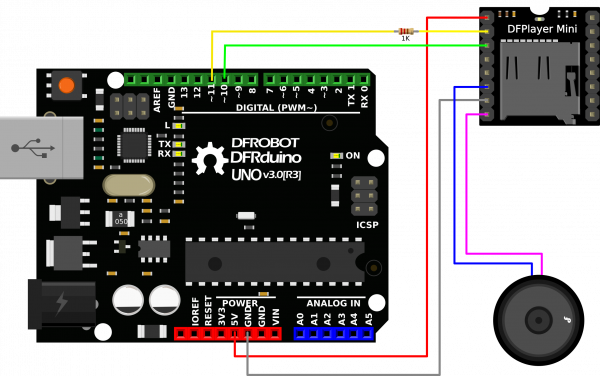 DFPlayer Mini
1K
AREF
GND
13
12
~11
~10
~9
8
7
~6
~5
4
~3
2
TX 1
RX 0
DIGITAL (PWM~)
L
TX
RX
DFROBOT
DFRduino
UNO v3.0[R3]
ON
ICSP
a
050
POWER
ANALOG IN
IOREF
RESET
3V3
5V
GND
GND
VIN
A0
A1
A2
A3
A4
A5